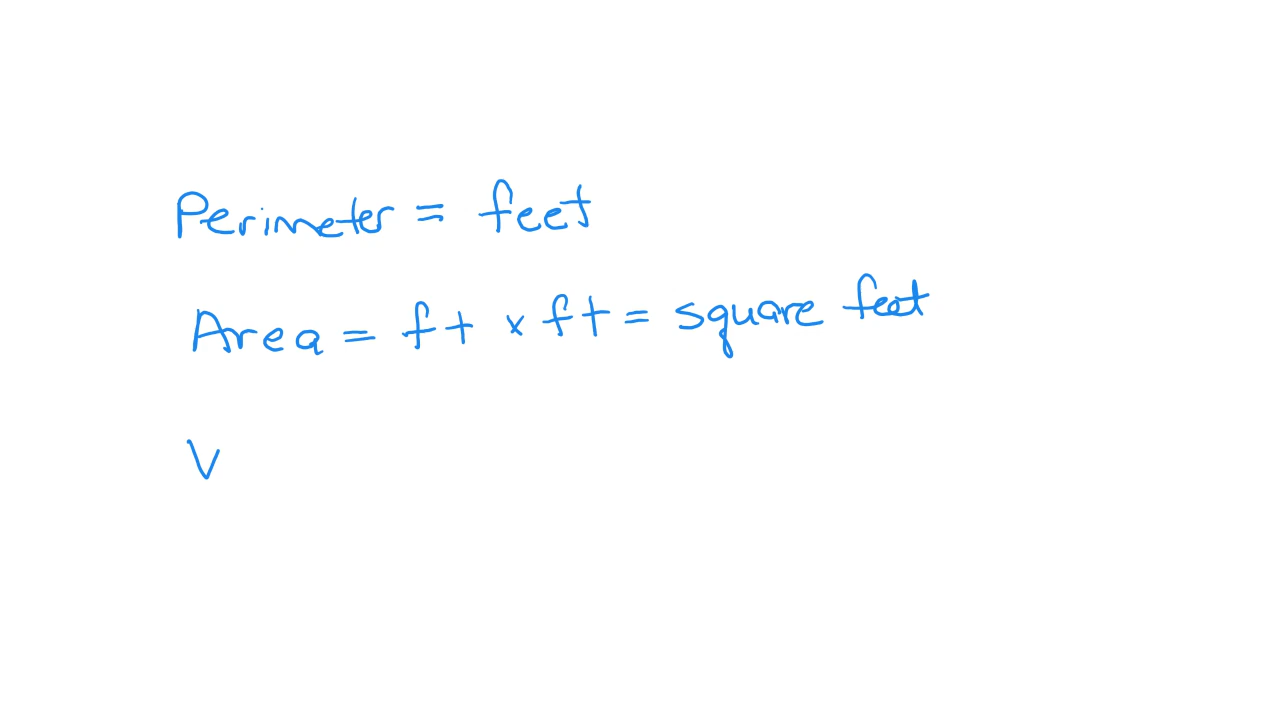 Perimeter = feet
Area = ft x ft = square feet
V